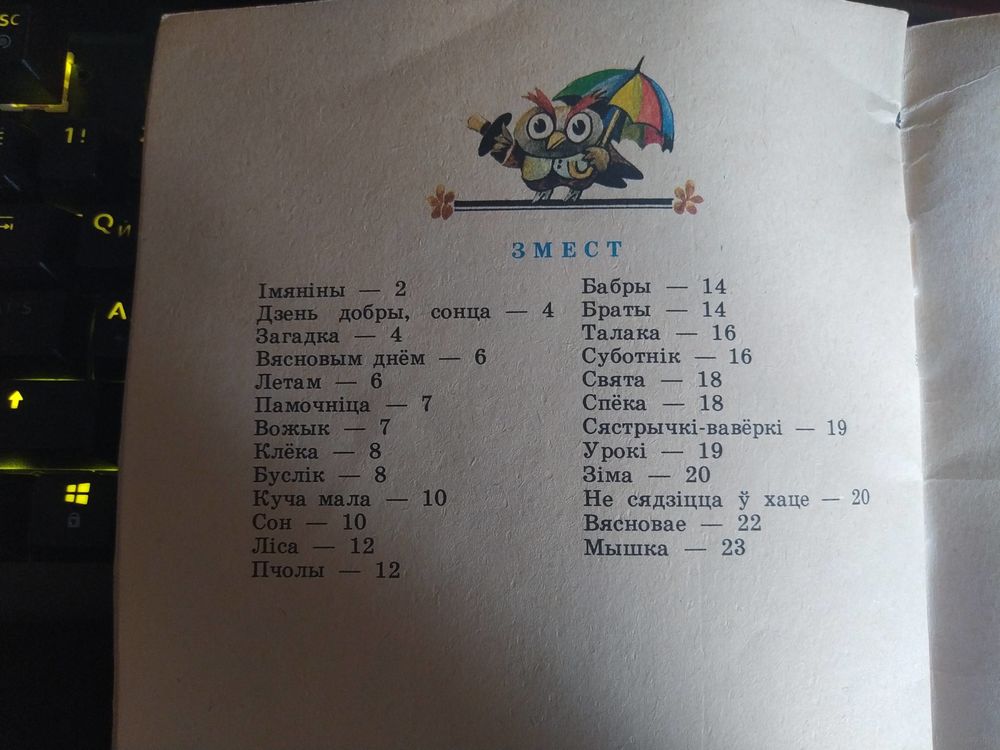 SC
1!
Q Й
A
ЗМЕСТ
Імяніны — 2
Дзень добры, сонца — 4
Загадка — 4
Вясновым днём — 6
Летам — 6
Памочніца — 7
Вожык — 7
Клёка — 8
Буслік — 8
Куча мала — 10
Сон — 10
Ліса — 12
Пчолы — 12
Бабры — 14
Браты — 14
Талака — 16
Суботнік — 16
Свята — 18
Спёка — 18
Сястрычкі-вавёркі — 19
Урокі — 19
Зіма — 20
Не сядзіцца ў хаце — 20
Вясновае — 22
Мышка — 23